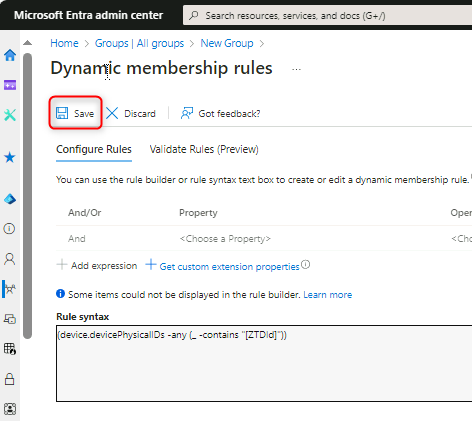 Microsoft Entra admin center
Search resources, services, and docs (G+/)
Home > Groups | All groups > New Group >
Dynamic membership rules ...
Save Discard Got feedback?
Configure Rules Validate Rules (Preview)
You can use the rule builder or rule syntax text box to create or edit a dynamic membership rule.
And/Or Property Oper
And <Choose a Property> <Cho
+ Add expression + Get custom extension properties
Some items could not be displayed in the rule builder. Learn more
Rule syntax
(device.devicePhysicalIDs -any (_ -contains "[ZTDId]"))